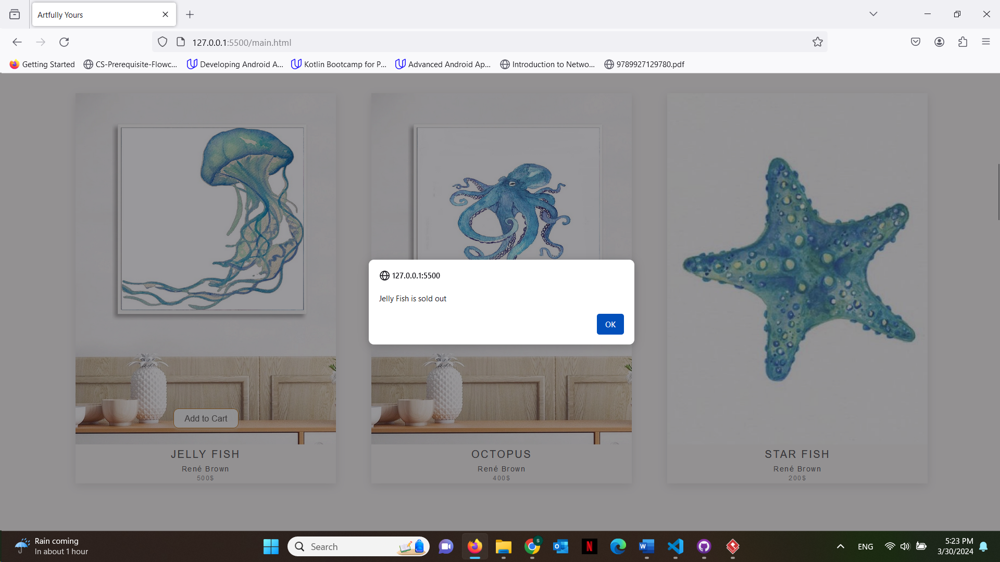 Artfully Yours
127.0.0.1:5500/main.html
Getting Started
CS-Prerequisite-Flowc...
Developing Android A...
Kotlin Bootcamp for P...
Advanced Android Ap...
Introduction to Netwo...
9789927129780.pdf
127.0.0.1:5500
Jelly Fish is sold out
OK
Add to Cart
JELLY FISH
René Brown
500$
OCTOPUS
René Brown
400$
STAR FISH
René Brown
200$
Rain coming
In about 1 hour
Search
ENG
5:23 PM
3/30/2024